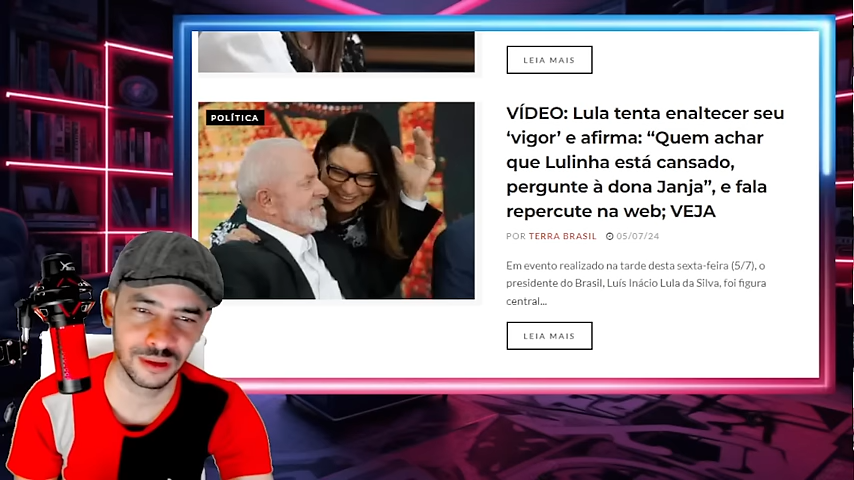 LEIA MAIS
POLÍTICA
VÍDEO: Lula tenta enaltecer seu
‘vigor’ e afirma: “Quem achar
que Lulinha está cansado,
pergunte à dona Janja”, e fala
repercute na web; VEJA
POR TERRA BRASIL 05/07/24
Em evento realizado na tarde desta sexta-feira (5/7), o
presidente do Brasil, Luís Inácio Lula da Silva, foi figura
central...
LEIA MAIS